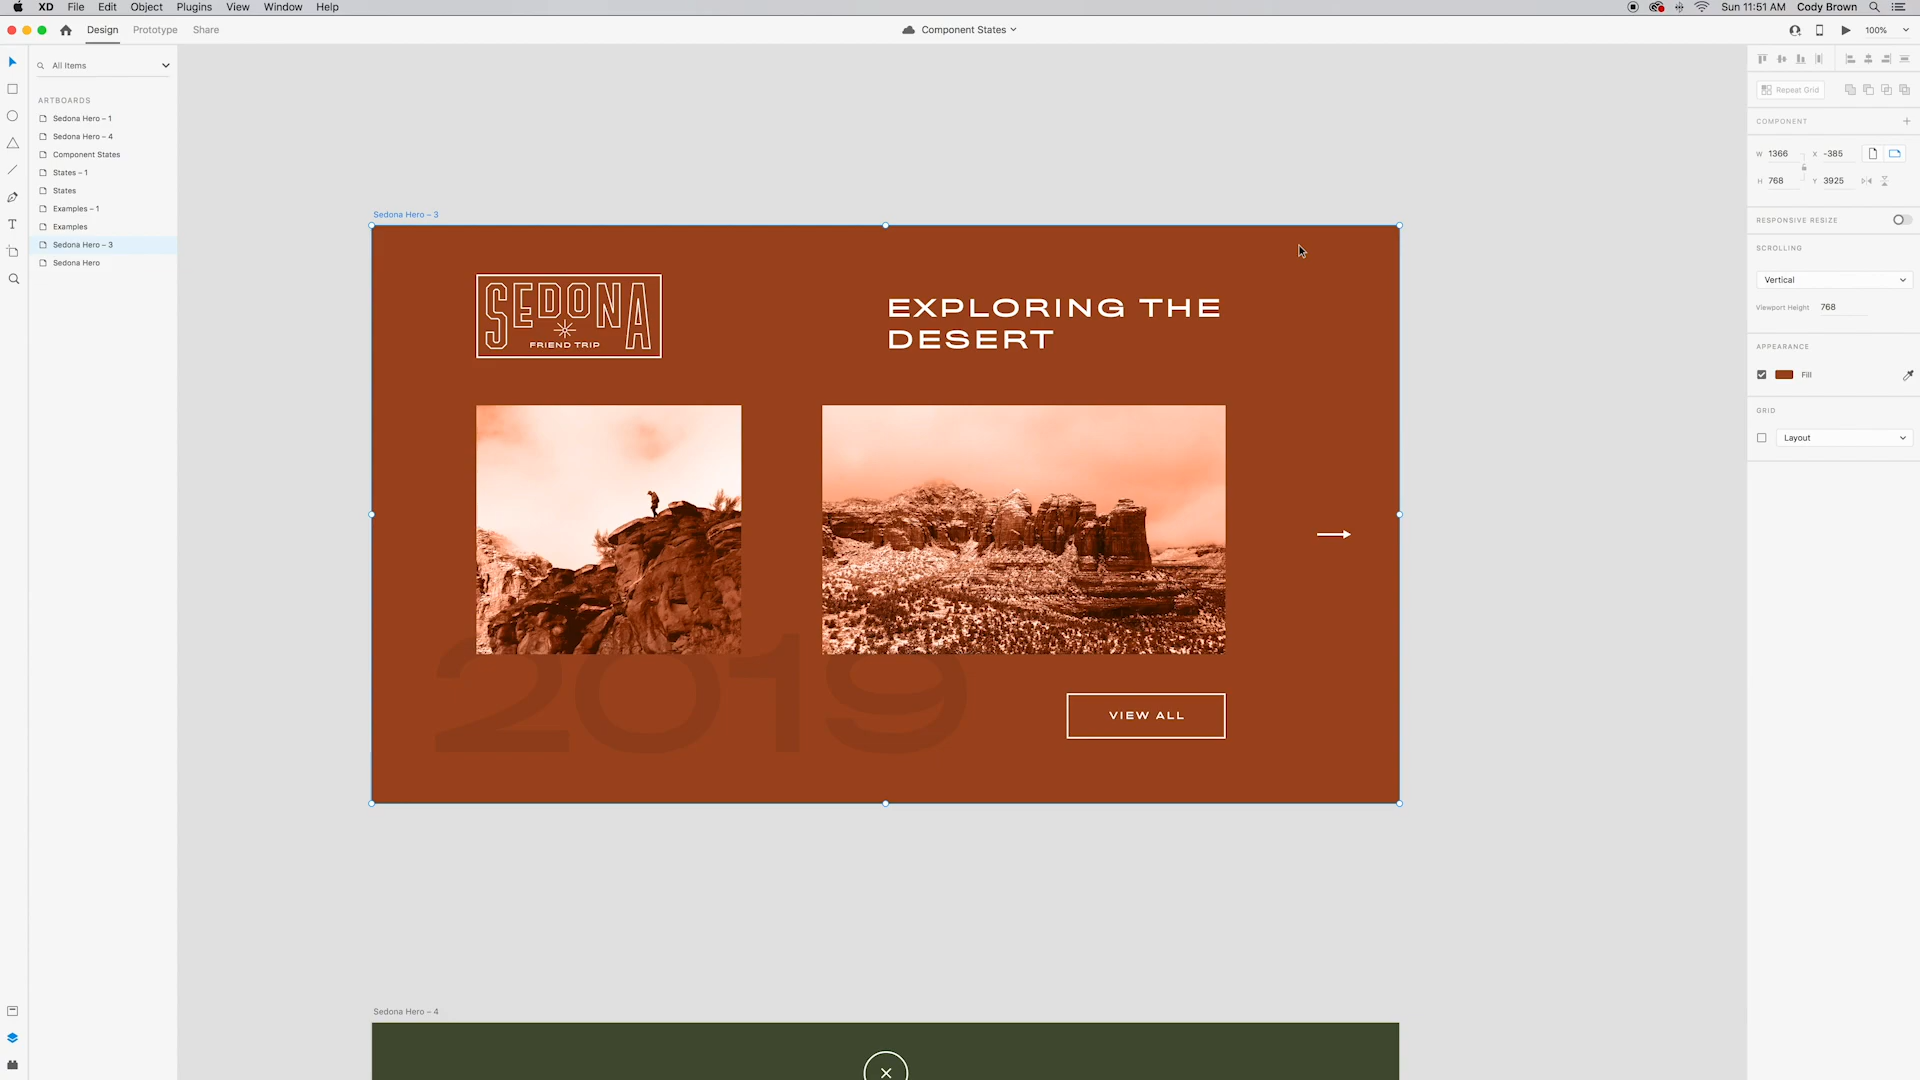 XD File Edit Object Plugins View Window Help
Sun 11:51 AM Cody Brown
Design Prototype Share
Component States
100%
All Items
ARTBOARDS
Sedona Hero – 1
Sedona Hero – 4
Component States
States – 1
States
Examples – 1
Examples
Sedona Hero – 3
Sedona Hero
Sedona Hero – 3
SEDONA
FRIEND TRIP
EXPLORING THE
DESERT
2019
VIEW ALL
Sedona Hero – 4
Repeat Grid
COMPONENT
W 1366 X -385
H 768 Y 3925
RESPONSIVE RESIZE
SCROLLING
Vertical
Viewport Height 768
APPEARANCE
Fill
GRID
Layout